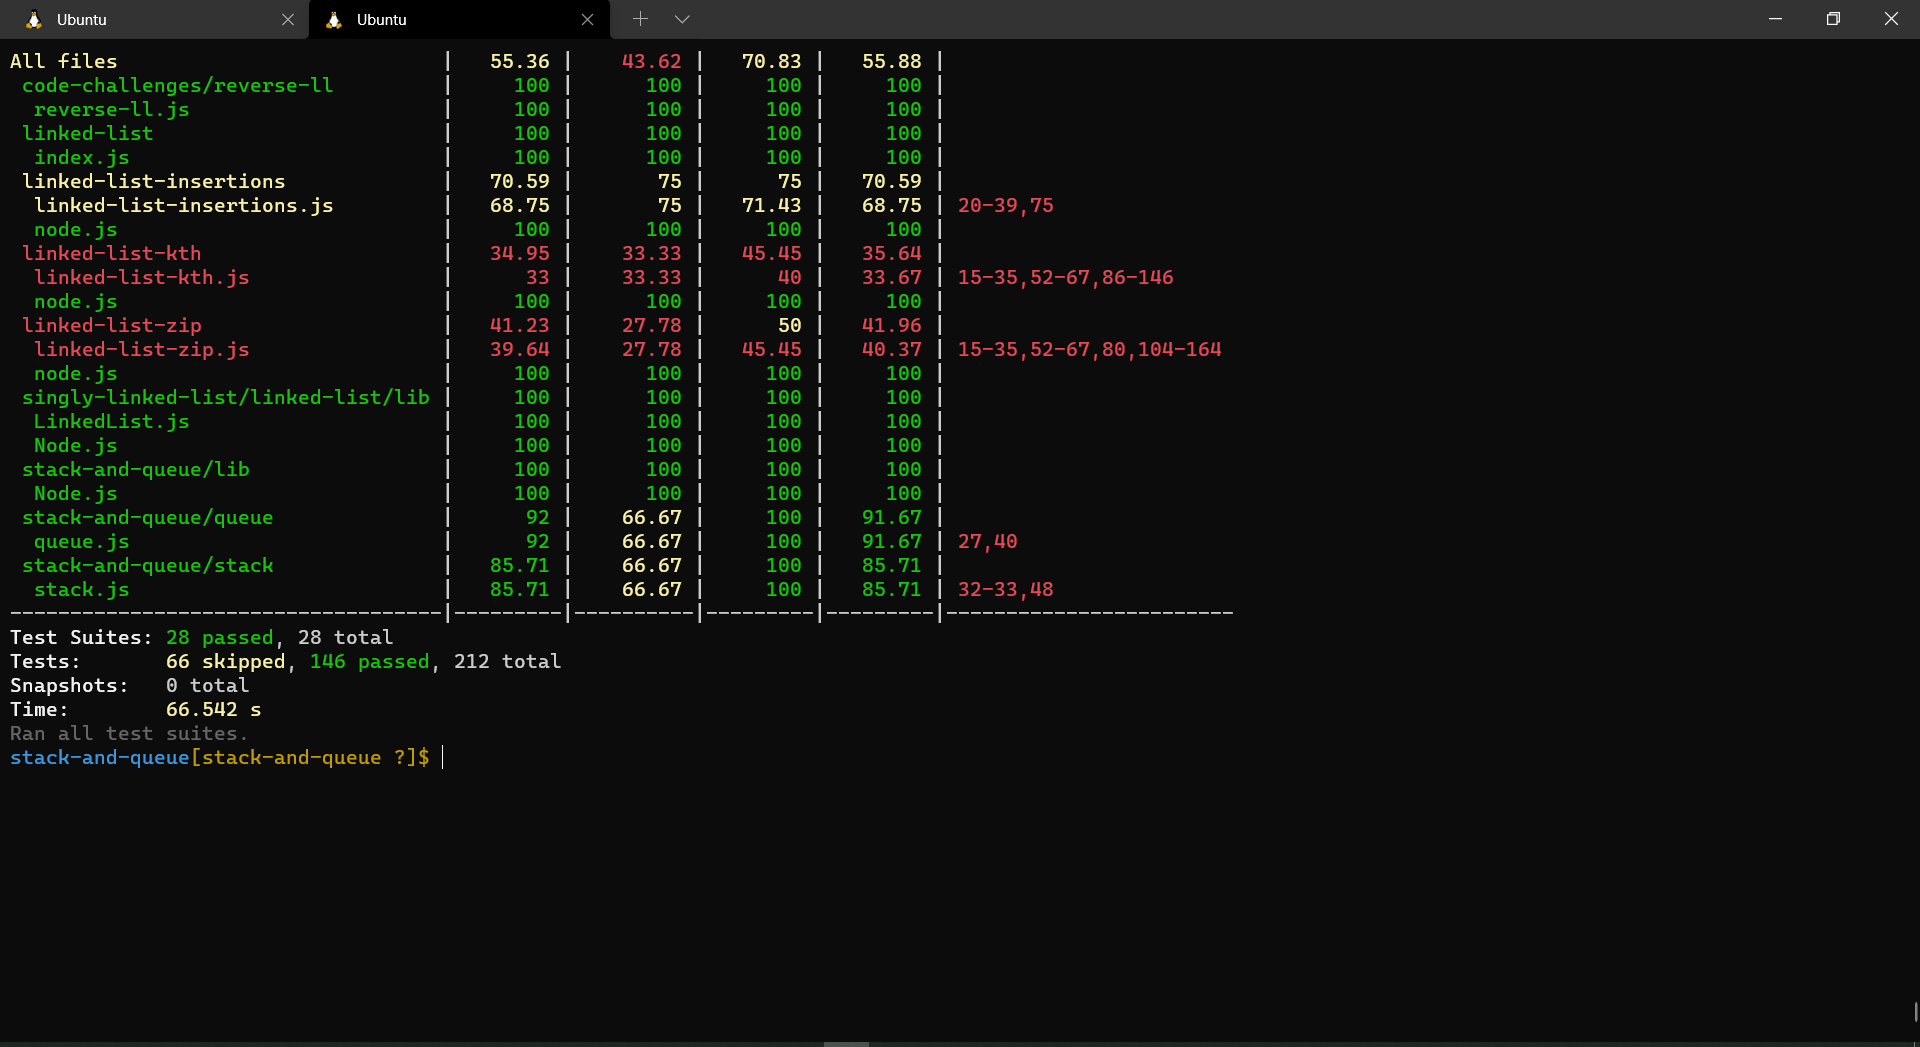 Ubuntu Ubuntu
All files | 55.36 | 43.62 | 70.83 | 55.88 |
code-challenges/reverse-ll | 100 | 100 | 100 | 100 |
reverse-ll.js | 100 | 100 | 100 | 100 |
linked-list | 100 | 100 | 100 | 100 |
index.js | 100 | 100 | 100 | 100 |
linked-list-insertions | 70.59 | 75 | 75 | 70.59 |
linked-list-insertions.js | 68.75 | 75 | 71.43 | 68.75 | 20-39,75
node.js | 100 | 100 | 100 | 100 |
linked-list-kth | 34.95 | 33.33 | 45.45 | 35.64 |
linked-list-kth.js | 33 | 33.33 | 40 | 33.67 | 15-35,52-67,86-146
node.js | 100 | 100 | 100 | 100 |
linked-list-zip | 41.23 | 27.78 | 50 | 41.96 |
linked-list-zip.js | 39.64 | 27.78 | 45.45 | 40.37 | 15-35,52-67,80,104-164
node.js | 100 | 100 | 100 | 100 |
singly-linked-list/linked-list/lib | 100 | 100 | 100 | 100 |
LinkedList.js | 100 | 100 | 100 | 100 |
Node.js | 100 | 100 | 100 | 100 |
stack-and-queue/lib | 100 | 100 | 100 | 100 |
Node.js | 100 | 100 | 100 | 100 |
stack-and-queue/queue | 92 | 66.67 | 100 | 91.67 |
queue.js | 92 | 66.67 | 100 | 91.67 | 27,40
stack-and-queue/stack | 85.71 | 66.67 | 100 | 85.71 |
stack.js | 85.71 | 66.67 | 100 | 85.71 | 32-33,48
------------------------------------|---------|----------|---------|---------|------------------------
Test Suites: 28 passed, 28 total
Tests: 66 skipped, 146 passed, 212 total
Snapshots: 0 total
Time: 66.542 s
Ran all test suites.
stack-and-queue[stack-and-queue ?]$